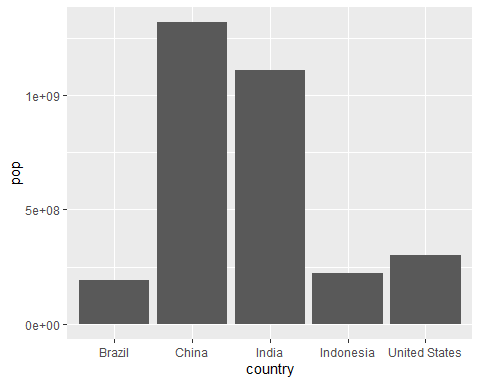 pop
1e+09
5e+08
0e+00
Brazil China India Indonesia United States
country